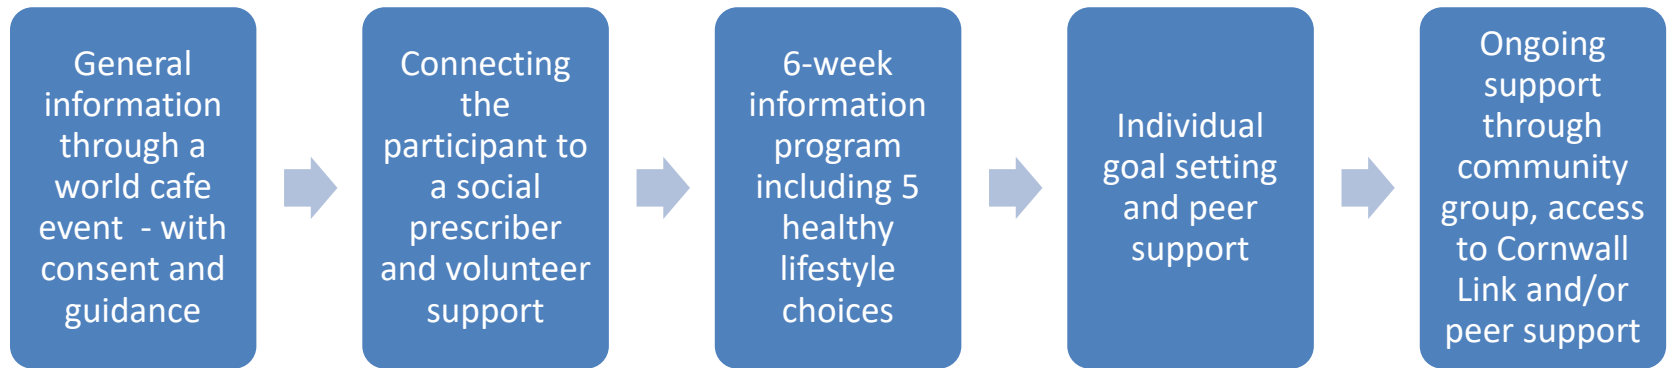 General
information
through a
world cafe
event - with
consent and
guidance
Connecting
the
participant to
a social
prescriber
and volunteer
support
6-week
information
program
including 5
healthy
lifestyle
choices
Individual
goal setting
and peer
support
Ongoing
support
through
community
group, access
to Cornwall
Link and/or
peer support